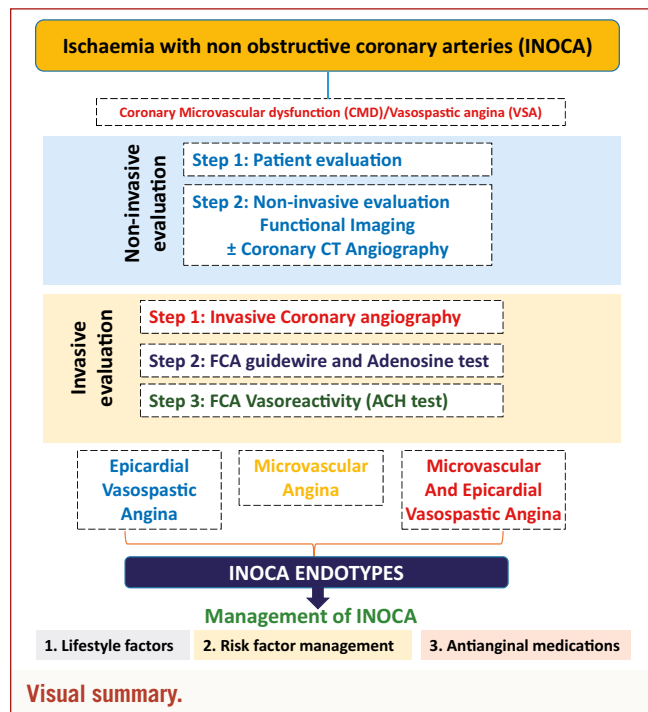 Ischaemia with non obstructive coronary arteries (INOCA)
Coronary Microvascular dysfunction (CMD)/Vasospastic angina (VSA)
Non-invasive
evaluation
Step 1: Patient evaluation
Step 2: Non-invasive evaluation
Functional Imaging
± Coronary CT Angiography
Invasive
evaluation
Step 1: Invasive Coronary angiography
Step 2: FCA guidewire and Adenosine test
Step 3: FCA Vasoreactivity (ACH test)
Epicardial
Vasospastic
Angina
Microvascular
Angina
Microvascular
And Epicardial
Vasospastic Angina
INOCA ENDOTYPES
Management of INOCA
1. Lifestyle factors
2. Risk factor management
3. Antianginal medications
Visual summary.